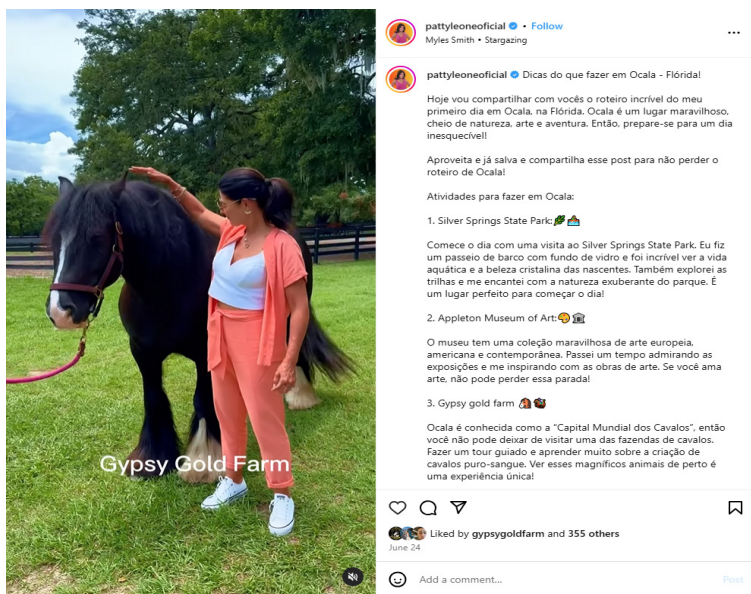 Gypsy Gold Farm
pattyleoneoficial • Follow
Myles Smith • Stargazing
pattyleoneoficial Dicas do que fazer em Ocala - Flórida!
Hoje vou compartilhar com vocês o roteiro incrível do meu
primeiro dia em Ocala, na Flórida. Ocala é um lugar maravilhoso,
cheio de natureza, arte e aventura. Então, prepare-se para um dia
inesquecível!
Aproveita e já salva e compartilha esse post para não perder o
roteiro de Ocala!
Atividades para fazer em Ocala:
1. Silver Springs State Park:🌿🏞️
Comece o dia com uma visita ao Silver Springs State Park. Eu fiz
um passeio de barco com fundo de vidro e foi incrível ver a vida
aquática e a beleza cristalina das nascentes. Também explorei as
trilhas e me encantei com a natureza exuberante do parque. É
um lugar perfeito para começar o dia!
2. Appleton Museum of Art:🎨🏛️
O museu tem uma coleção maravilhosa de arte europeia,
americana e contemporânea. Passei um tempo admirando as
exposições e me inspirando com as obras de arte. Se você ama
arte, não pode perder essa parada!
3. Gypsy gold farm
Ocala é conhecida como a "Capital Mundial dos Cavalos", então
você não pode deixar de visitar uma das fazendas de cavalos.
Fazer um tour guiado e aprender muito sobre a criação de
cavalos puro-sangue. Ver esses magníficos animais de perto é
uma experiência única!
Liked by gypsygoldfarm and 355 others
June 24
Add a comment...
Post